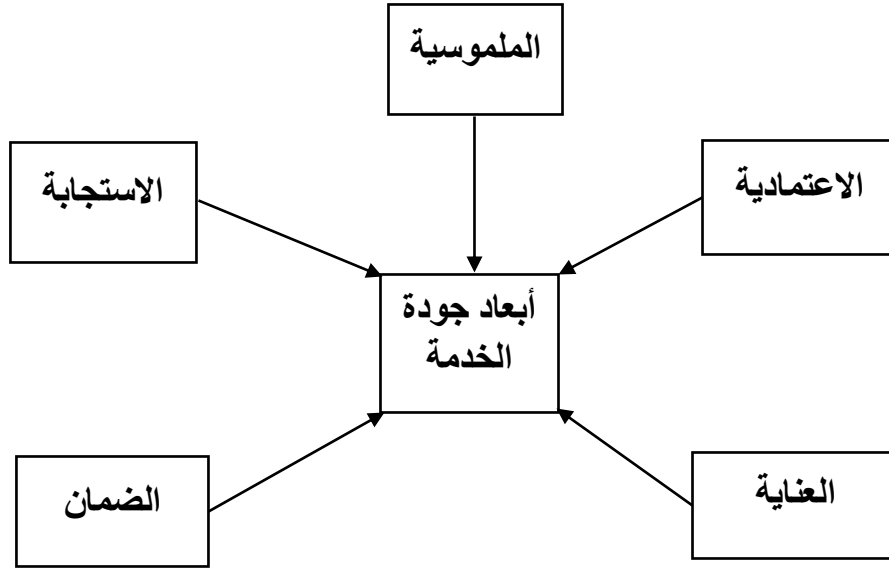 الملموسية
الاعتمادية
الاستجابة
أبعاد جودة
الخدمة
العناية
الضمان